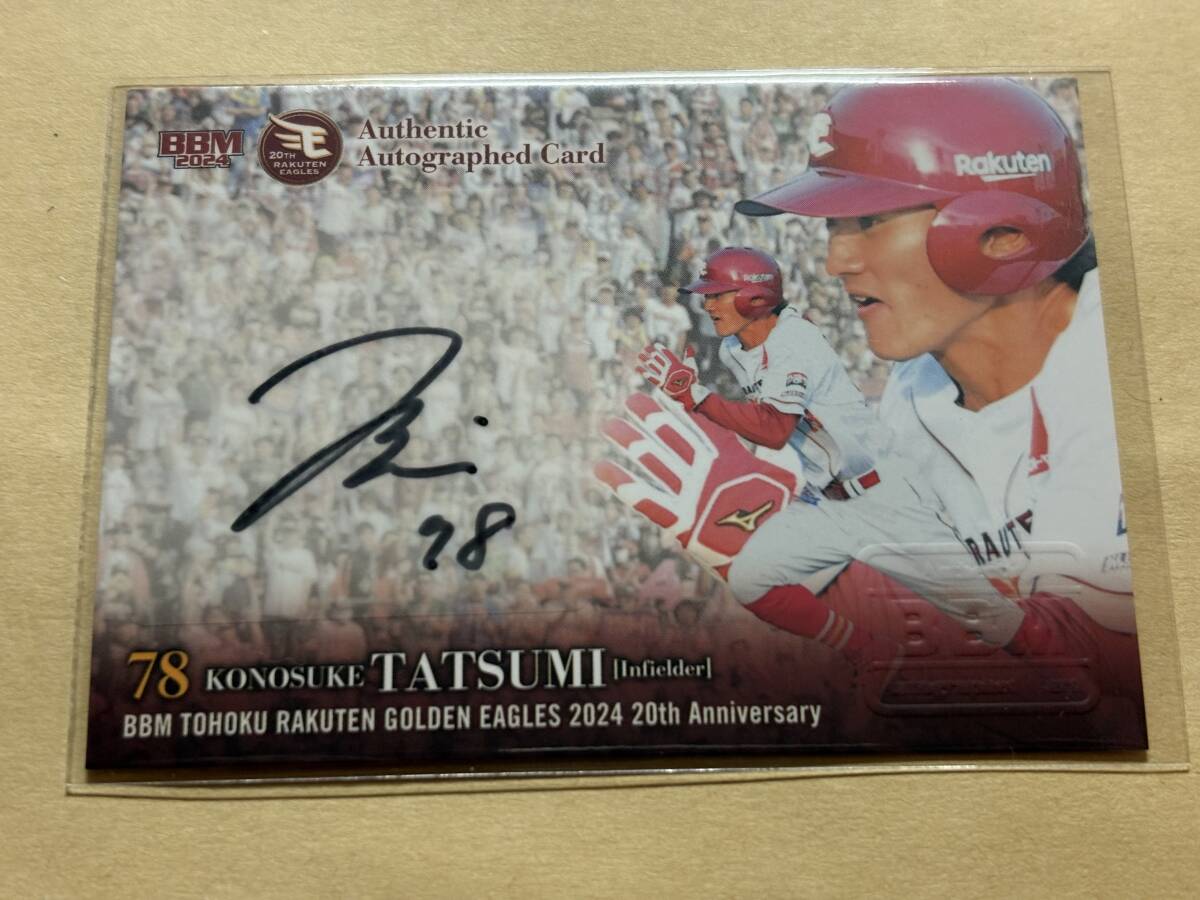 BBM
2024
E
20TH
RAKUTEN
EAGLES
Authentic
Autographed Card
Rakuten
E
78
78 KONOSUKE TATSUMI [Infielder]
BBM TOHOKU RAKUTEN GOLDEN EAGLES 2024 20th Anniversary
BBM